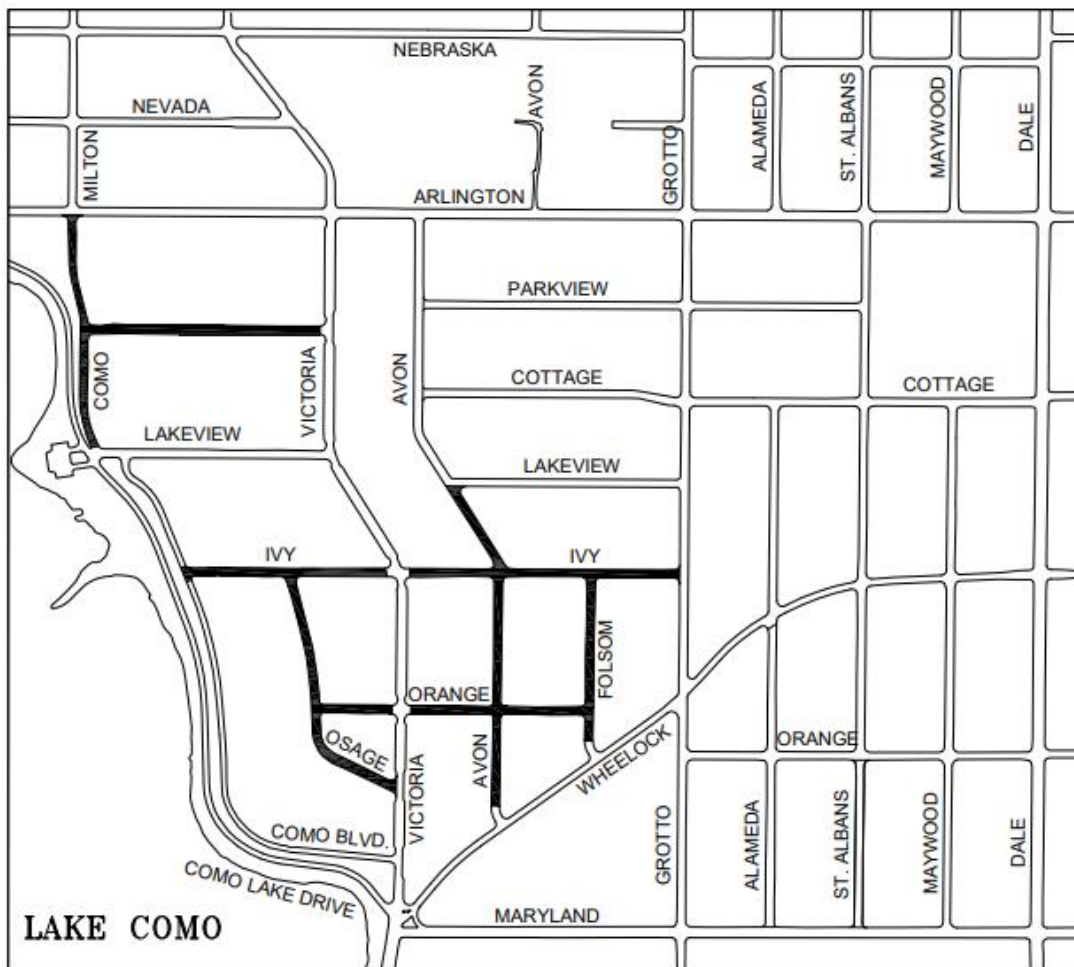 NEBRASKA
AVON
NEVADA
MILTON
GROTTO
ALAMEDA
ST. ALBANS
MAYWOOD
DALE
ARLINGTON
PARKVIEW
COMO
VICTORIA
AVON
COTTAGE
COTTAGE
LAKEVIEW
LAKEVIEW
IVY
IVY
FOLSOM
ORANGE
OSAGE
AVON
WHEELOCK
ORANGE
VICTORIA
COMO BLVD.
GROTTO
ALAMEDA
ST. ALBANS
MAYWOOD
DALE
COMO LAKE DRIVE
MARYLAND
LAKE COMO